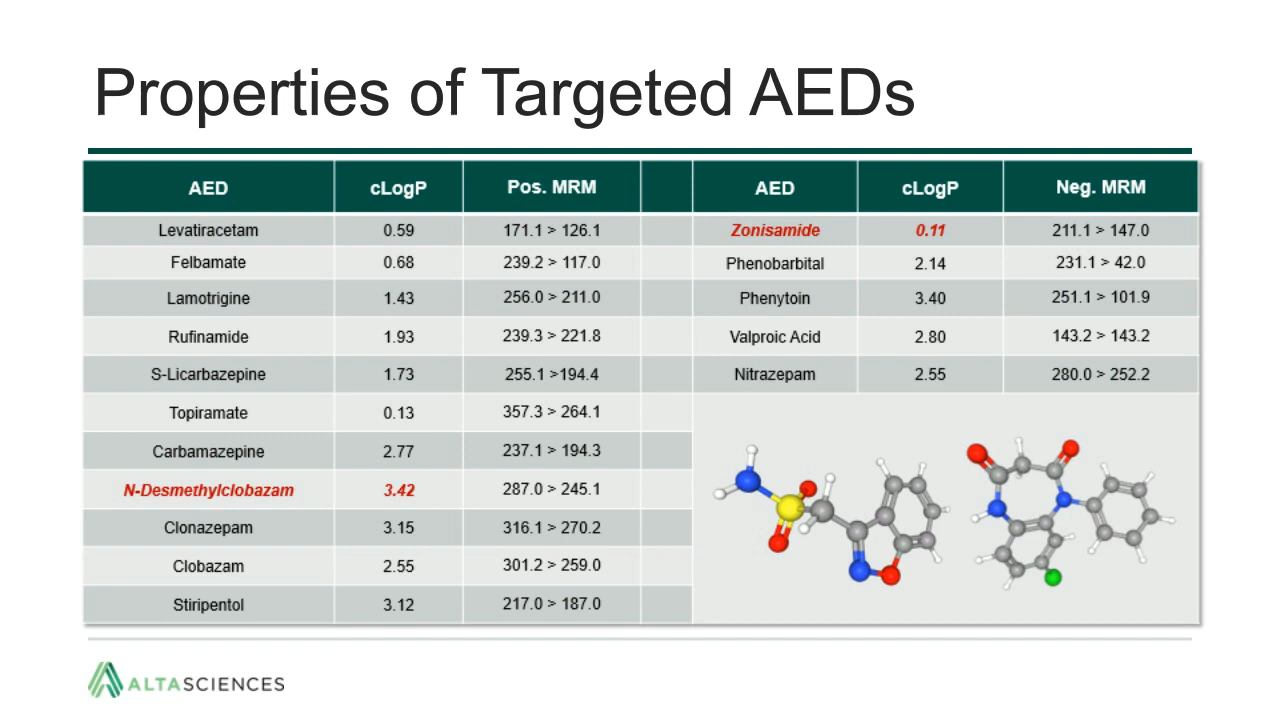 Properties of Targeted AEDs
AED cLogP Pos. MRM AED cLogP Neg. MRM
Levatiracetam 0.59 171.1 > 126.1 Zonisamide 0.11 211.1 > 147.0
Felbamate 0.68 239.2 > 117.0 Phenobarbital 2.14 231.1 > 42.0
Lamotrigine 1.43 256.0 > 211.0 Phenytoin 3.40 251.1 > 101.9
Rufinamide 1.93 239.3 > 221.8 Valproic Acid 2.80 143.2 > 143.2
S-Licarbazepine 1.73 255.1 >194.4 Nitrazepam 2.55 280.0 > 252.2
Topiramate 0.13 357.3 > 264.1
Carbamazepine 2.77 237.1 > 194.3
N-Desmethylclobazam 3.42 287.0 > 245.1
Clonazepam 3.15 316.1 > 270.2
Clobazam 2.55 301.2 > 259.0
Stiripentol 3.12 217.0 > 187.0
ALTASCIENCES